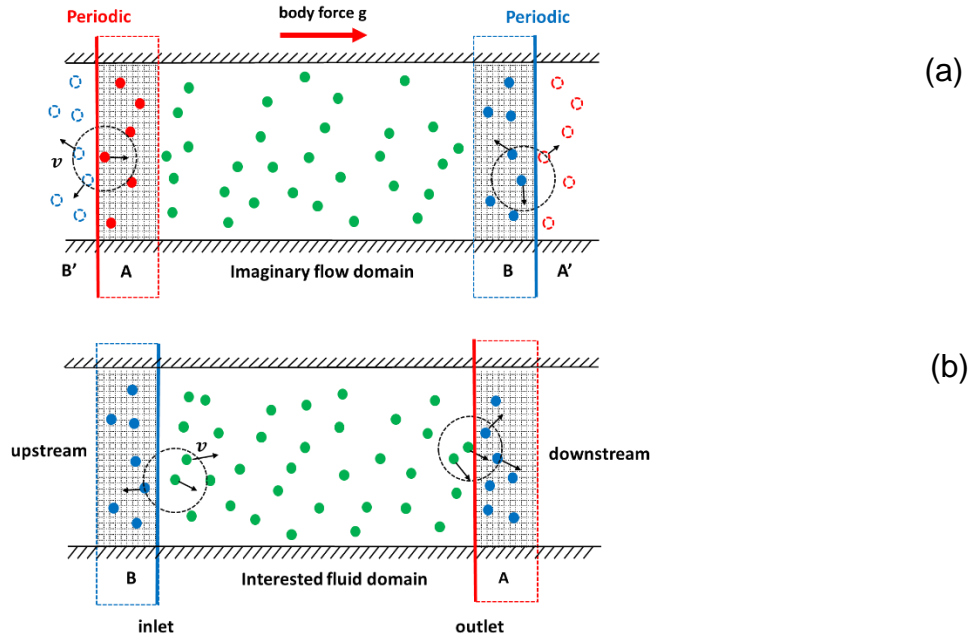 body force g
Periodic
Periodic
(a)
v
B’
A
Imaginary flow domain
B
A’
(b)
upstream
v
downstream
B
Interested fluid domain
A
inlet
outlet